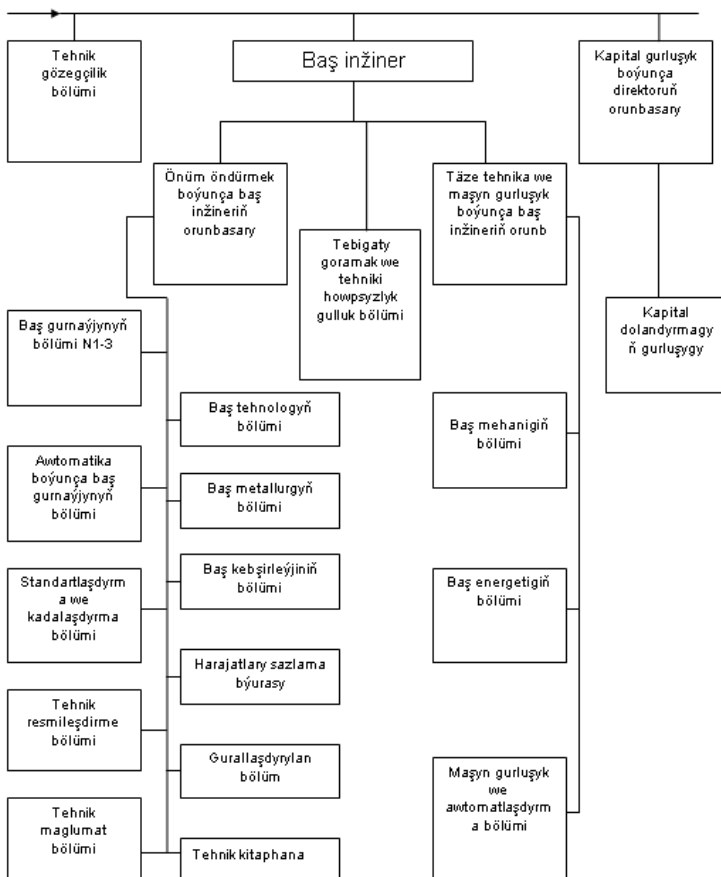 Tehnik
gözegçilik
bölümi
Baş inžiner
Kapital gurluşyk
boýunça
direktoruň
orunbasary
Önüm öndürmek
boýunça baş
inžineriň
orunbasary
Tebigaty
goramak we
tehniki
howpsyzlyk
gulluk bölümi
Täze tehnika we
maşyn gurluşyk
boýunça baş
inžineriň orunb
Baş gurnaýjynyň
bölümi N1-3
Kapital
dolandyrmagy
ň gurluşygy
Baş tehnologyň
bölümi
Baş mehanigiň
bölümi
Awtomatika
boýunça baş
gurnaýjynyň
bölümi
Baş metallurgyň
bölümi
Baş kebşirleýjiniň
bölümi
Standartlaşdyrm
a we
kadalaşdyrma
bölümi
Baş energetigiň
bölümi
Harajatlary sazlama
býurasy
Tehnik
resmileşdirme
bölümi
Gurallaşdyrylan
bölüm
Maşyn gurluşyk
we
awtomatlaşdyrm
a bölümi
Tehnik
maglumat
bölümi
Tehnik kitaphana